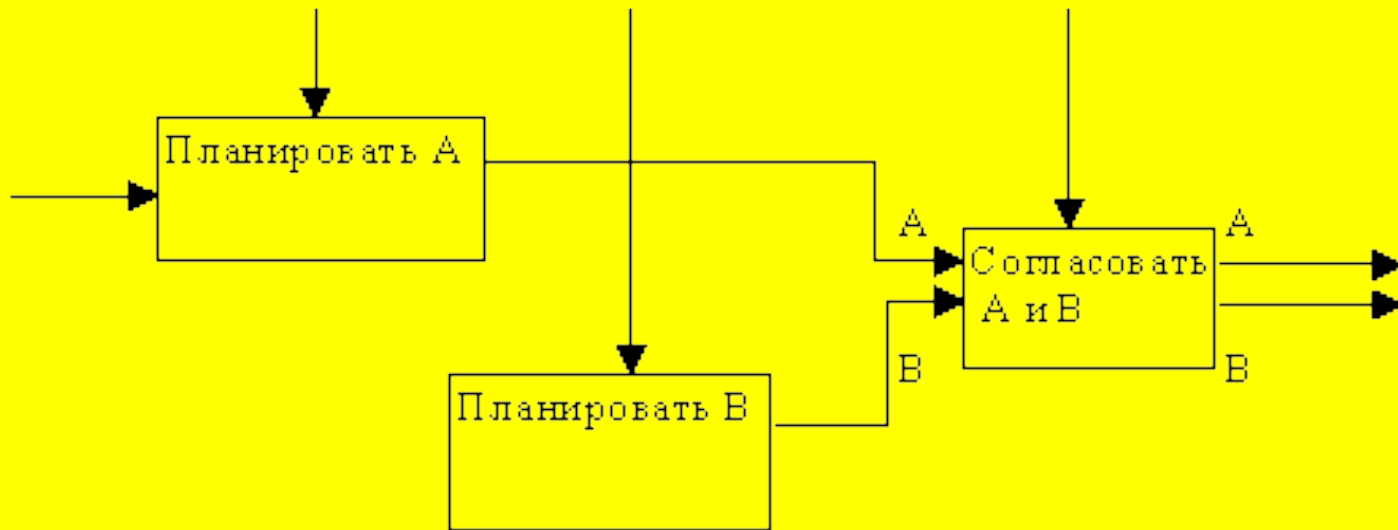 Планировать А
А
А
Согласовать
А и В
В
В
Планировать В